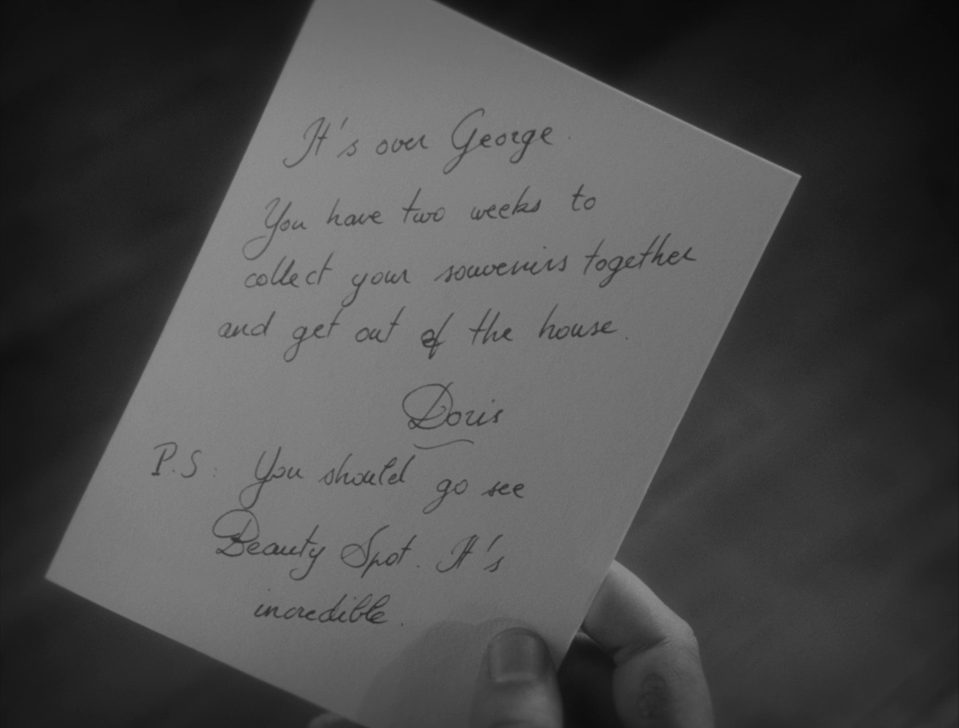 It's over George.
You have two weeks to
collect your souvenirs together
and get out of the house.
Doris
P.S: You should go see
Beauty Spot. It's
incredible.